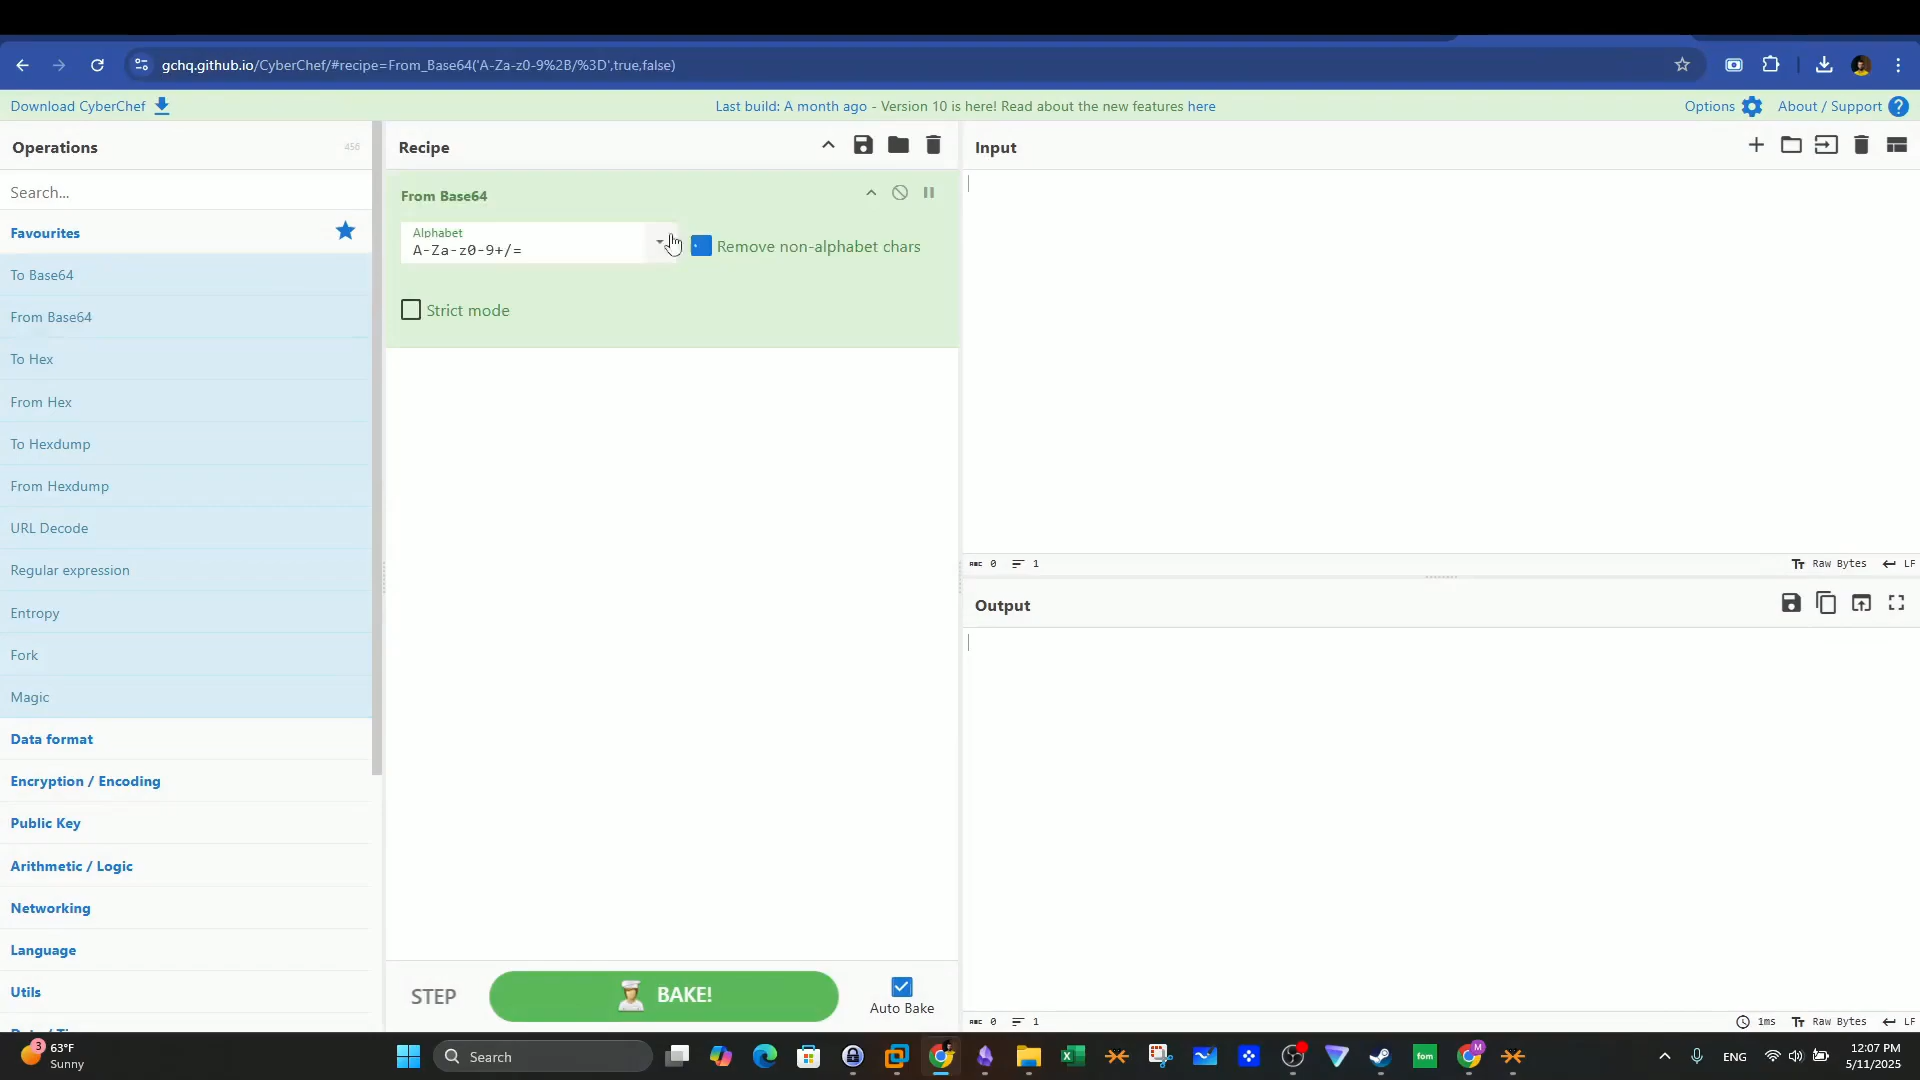 gchq.github.io/CyberChef/#recipe=From_Base64('A-Za-z0-9%2B/%3D',true,false)
Download CyberChef
Last build: A month ago - Version 10 is here! Read about the new features here
Options
About / Support
Operations
456
Search...
Favourites
To Base64
From Base64
To Hex
From Hex
To Hexdump
From Hexdump
URL Decode
Regular expression
Entropy
Fork
Magic
Data format
Encryption / Encoding
Public Key
Arithmetic / Logic
Networking
Language
Utils
Recipe
From Base64
Alphabet
A-Za-z0-9+/=
Remove non-alphabet chars
Strict mode
STEP
BAKE!
Auto Bake
Input
0
1
Raw Bytes
LF
Output
0
1
1ms
Raw Bytes
LF
3
63°F
Sunny
Search
fom
M
ENG
12:07 PM
5/11/2025